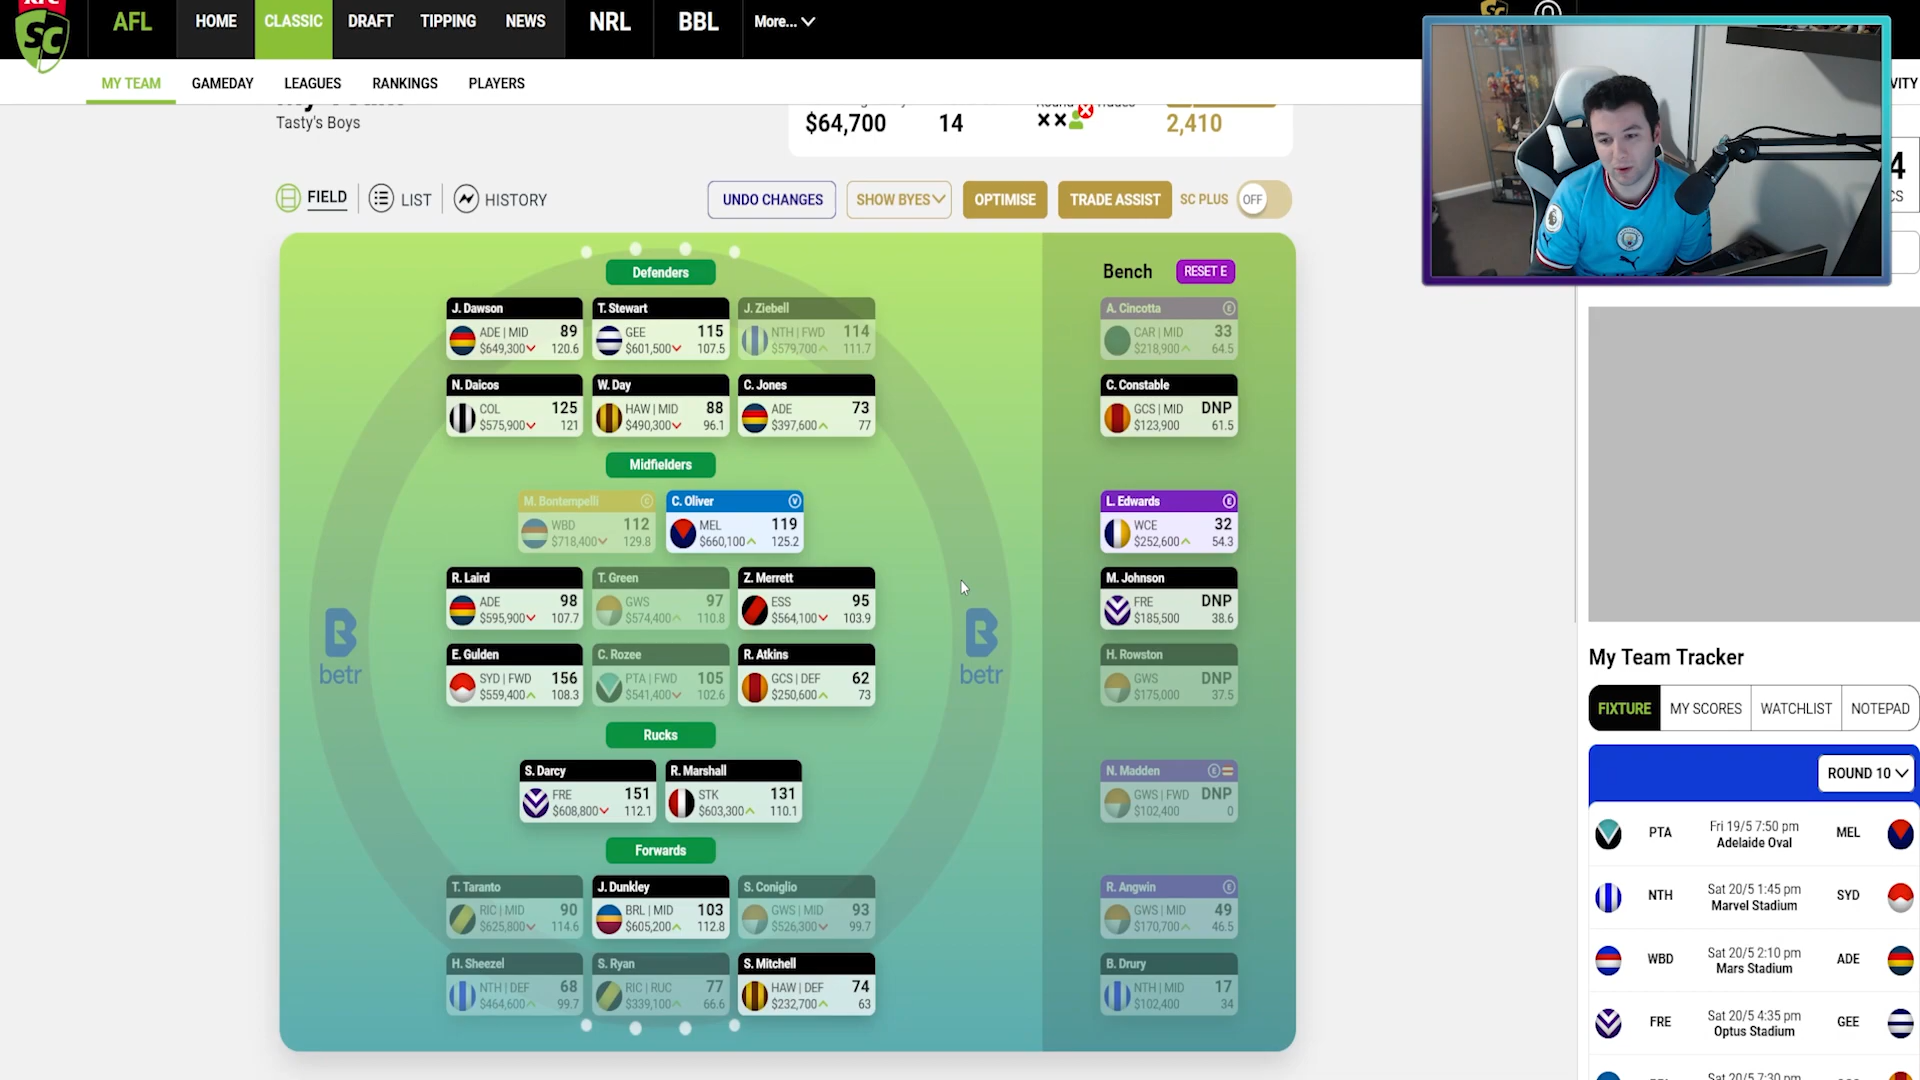 KFC
SC
AFL
HOME
CLASSIC
DRAFT
TIPPING
NEWS
NRL
BBL
More...
MY TEAM
GAMEDAY
LEAGUES
RANKINGS
PLAYERS
Tasty's Boys
$64,700
14
2,410
FIELD
LIST
HISTORY
UNDO CHANGES
SHOW BYES
OPTIMISE
TRADE ASSIST
SC PLUS
OFF
Defenders
Bench
RESET E
J. Dawson
ADE | MID 89
$649,300 120.6
T. Stewart
GEE 115
$601,500 107.5
J. Ziebell
NTH | FWD 114
$579,700 111.7
A. Cincotta E
CAR | MID 33
$218,900 64.5
N. Daicos
COL 125
$575,900 121
W. Day
HAW | MID 88
$490,300 96.1
C. Jones
ADE 73
$397,600 77
C. Constable
GCS | MID DNP
$123,900 61.5
Midfielders
M. Bontempelli C
WBD 112
$718,400 129.8
C. Oliver V
MEL 119
$660,100 125.2
L. Edwards E
WCE 32
$252,600 54.3
R. Laird
ADE 98
$595,900 107.7
T. Green
GWS 97
$574,400 110.8
Z. Merrett
ESS 95
$564,100 103.9
M. Johnson
FRE DNP
$185,500 38.6
E. Gulden
SYD | FWD 156
$559,400 108.3
C. Rozee
PTA | FWD 105
$541,400 102.6
R. Atkins
GCS | DEF 62
$250,600 73
H. Rowston
GWS DNP
$175,000 37.5
betr
betr
Rucks
S. Darcy
FRE 151
$608,800 112.1
R. Marshall
STK 131
$603,300 110.1
N. Madden E
GWS | FWD DNP
$102,400 0
Forwards
T. Taranto
RIC | MID 90
$625,800 114.6
J. Dunkley
BRL | MID 103
$605,200 112.8
S. Coniglio
GWS | MID 93
$526,300 99.7
R. Angwin E
GWS | MID 49
$170,700 46.5
H. Sheezel
NTH | DEF 68
$464,600 99.7
S. Ryan
RIC | RUC 77
$339,100 66.6
S. Mitchell
HAW | DEF 74
$232,700 63
B. Drury
NTH | MID 17
$102,400 34
My Team Tracker
FIXTURE
MY SCORES
WATCHLIST
NOTEPAD
ROUND 10
PTA Fri 19/5 7:50 pm MEL
Adelaide Oval
NTH Sat 20/5 1:45 pm SYD
Marvel Stadium
WBD Sat 20/5 2:10 pm ADE
Mars Stadium
FRE Sat 20/5 4:35 pm GEE
Optus Stadium
Sat 20/5 7:30 pm